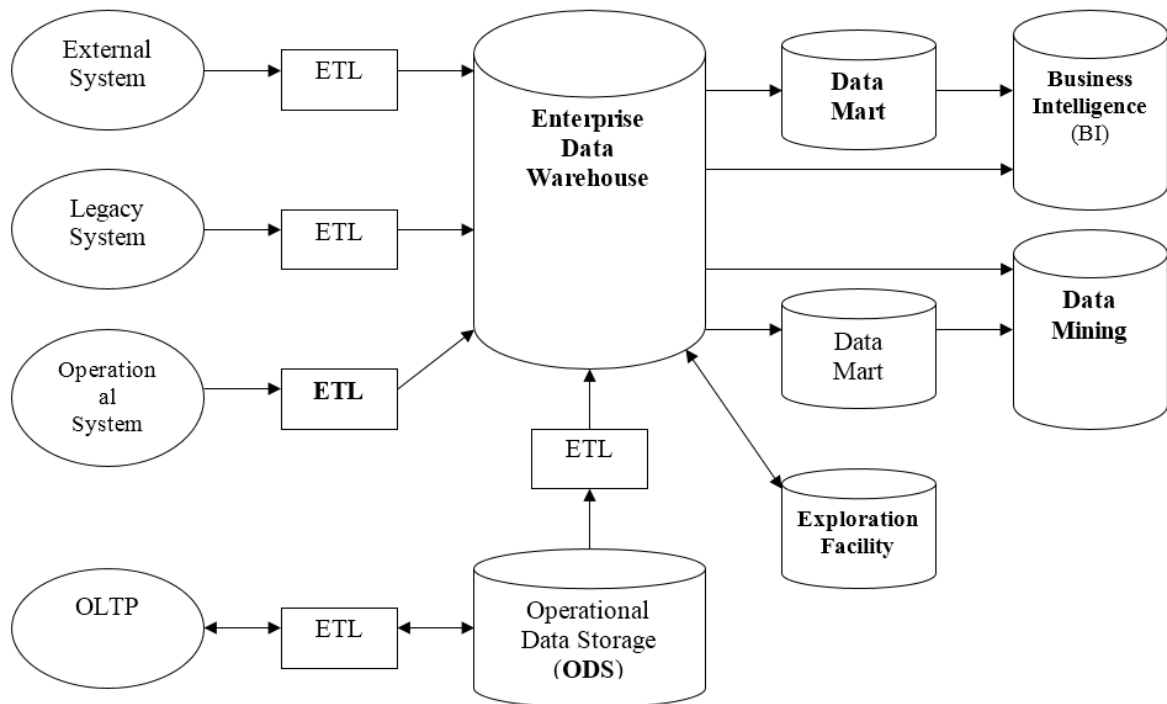 External
System
ETL
Enterprise
Data
Warehouse
Data
Mart
Business
Intelligence
(BI)
Legacy
System
ETL
Operation
al
System
ETL
Data
Mart
Data
Mining
ETL
Exploration
Facility
OLTP
ETL
Operational
Data Storage
(ODS)